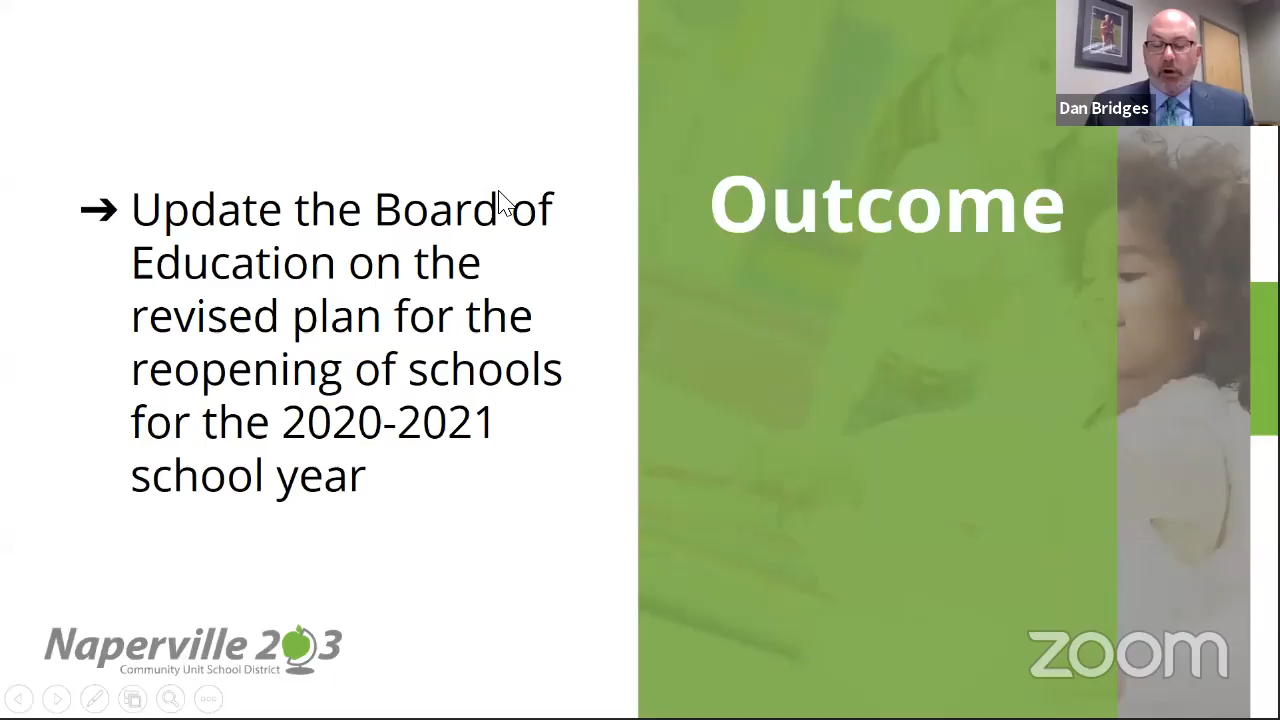 Dan Bridges
➔ Update the Board of
Education on the
revised plan for the
reopening of schools
for the 2020-2021
school year
Outcome
Naperville 203
Community Unit School District
zoom